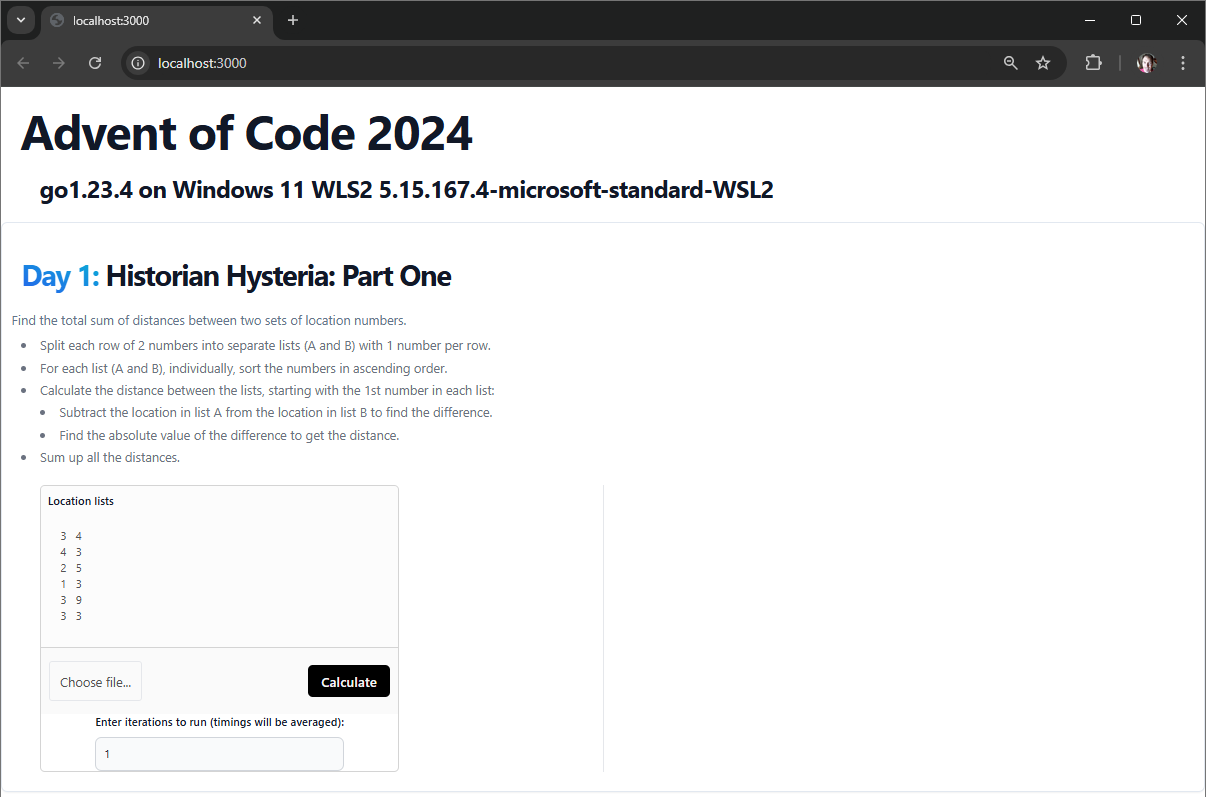 localhost:3000
localhost:3000
Advent of Code 2024
go1.23.4 on Windows 11 WLS2 5.15.167.4-microsoft-standard-WSL2
Day 1: Historian Hysteria: Part One
Find the total sum of distances between two sets of location numbers.
Split each row of 2 numbers into separate lists (A and B) with 1 number per row.
For each list (A and B), individually, sort the numbers in ascending order.
Calculate the distance between the lists, starting with the 1st number in each list:
Subtract the location in list A from the location in list B to find the difference.
Find the absolute value of the difference to get the distance.
Sum up all the distances.
Location lists
3 4
4 3
2 5
1 3
3 9
3 3
Choose file... Calculate
Enter iterations to run (timings will be averaged):
1